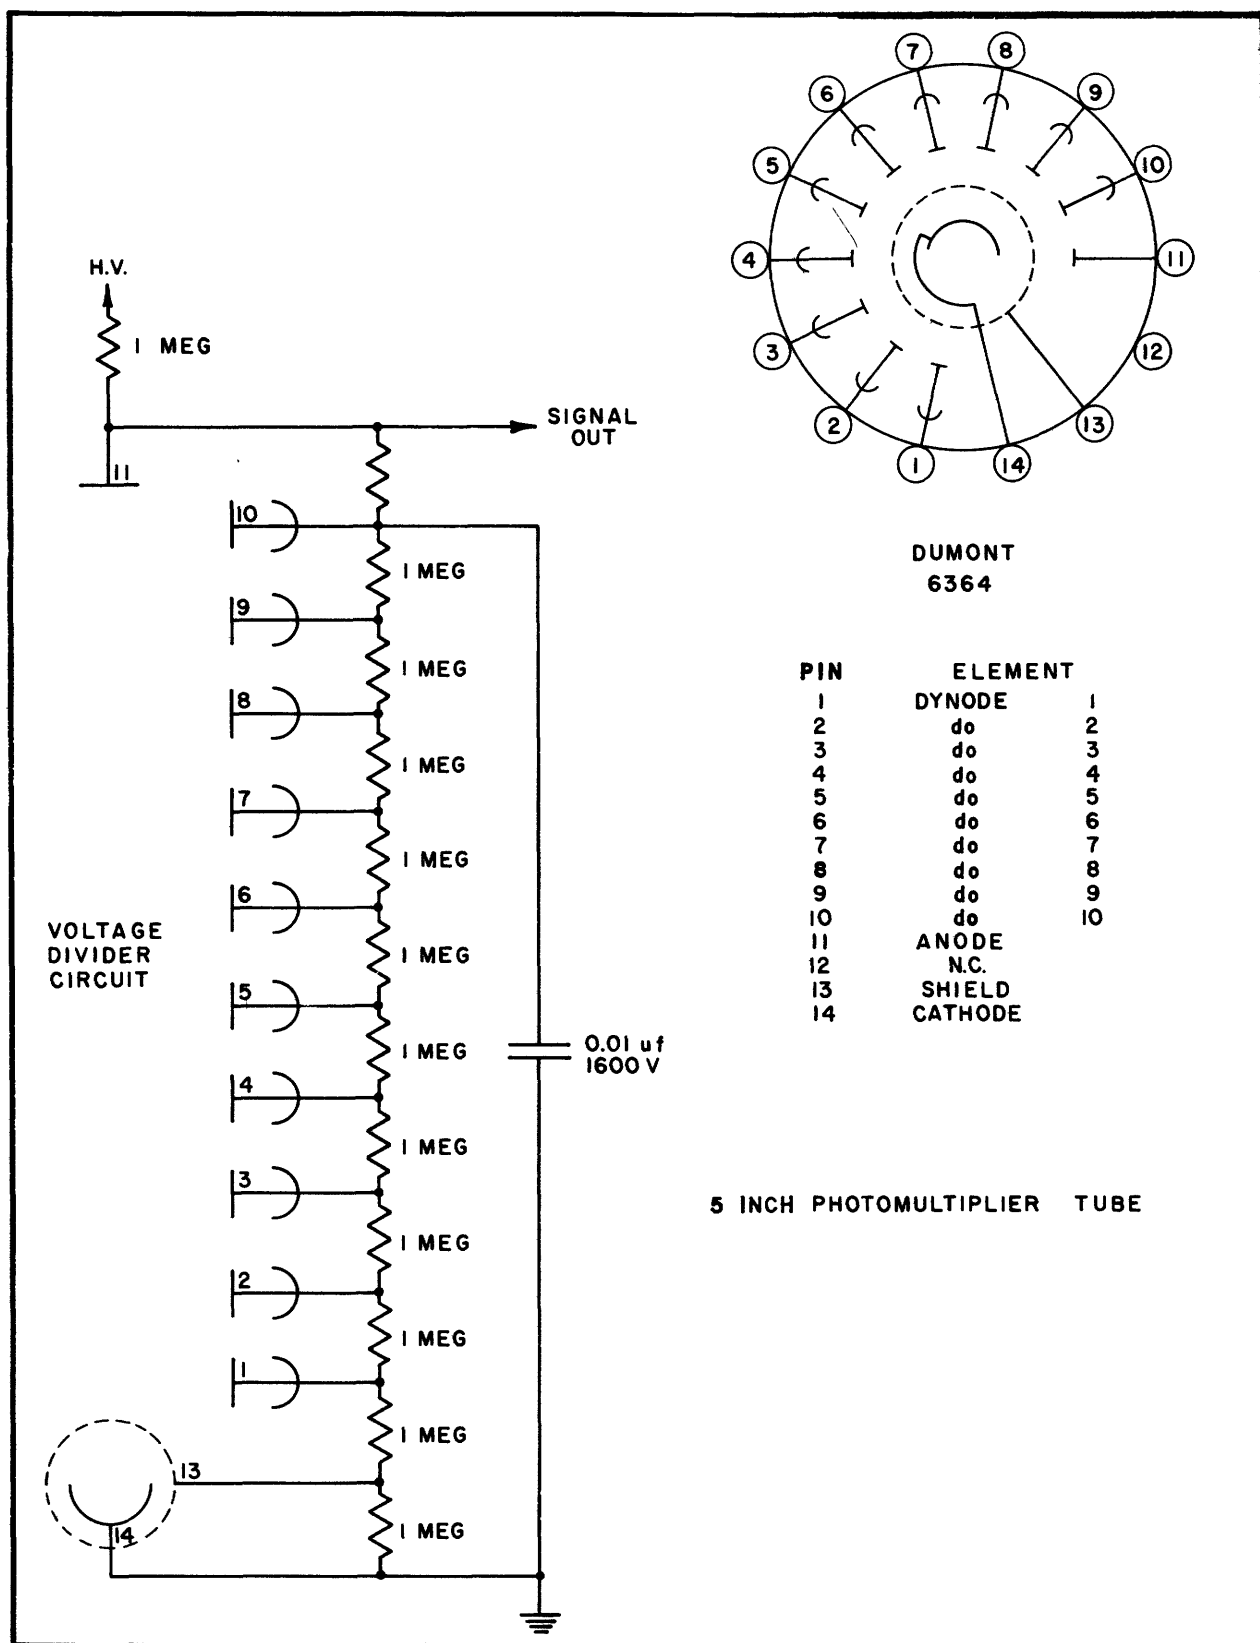 H.V.
1 MEG
SIGNAL
OUT
11
10
1 MEG
9
1 MEG
8
1 MEG
7
1 MEG
6
1 MEG
5
1 MEG
4
1 MEG
3
1 MEG
2
1 MEG
1
1 MEG
13
14
1 MEG
VOLTAGE
DIVIDER
CIRCUIT
0.01 uf
1600 V
7
8
6
9
5
10
4
11
3
12
2
13
1
14
DUMONT
6364
PIN ELEMENT
1 DYNODE 1
2 do 2
3 do 3
4 do 4
5 do 5
6 do 6
7 do 7
8 do 8
9 do 9
10 do 10
11 ANODE
12 N.C.
13 SHIELD
14 CATHODE
5 INCH PHOTOMULTIPLIER TUBE